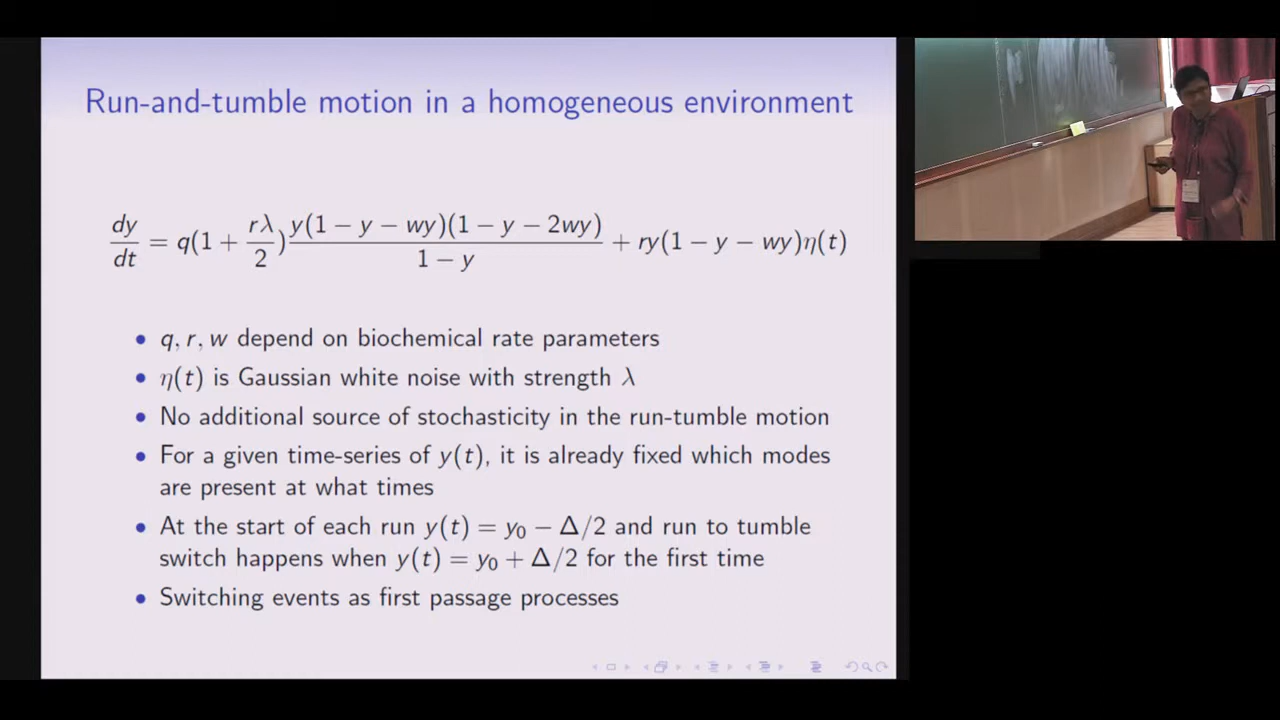 Run-and-tumble motion in a homogeneous environment
dy/dt = q(1 + rλ/2) y(1 − y − wy)(1 − y − 2wy)/(1 − y) + ry(1 − y − wy)η(t)
• q, r, w depend on biochemical rate parameters
• η(t) is Gaussian white noise with strength λ
• No additional source of stochasticity in the run-tumble motion
• For a given time-series of y(t), it is already fixed which modes
are present at what times
• At the start of each run y(t) = y₀ − Δ/2 and run to tumble
switch happens when y(t) = y₀ + Δ/2 for the first time
• Switching events as first passage processes